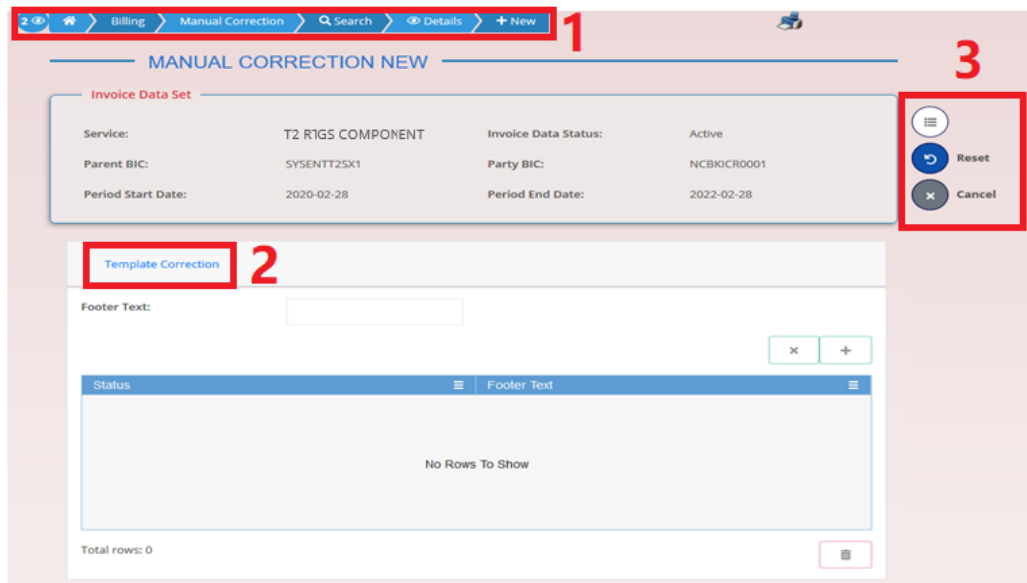 2 Billing Manual Correction Search Details + New
1
MANUAL CORRECTION NEW
3
Invoice Data Set
Service: T2 RTGS COMPONENT Invoice Data Status: Active
Parent BIC: SYSENTT2SX1 Party BIC: NCBKICR0001
Reset
Period Start Date: 2020-02-28 Period End Date: 2022-02-28
Cancel
Template Correction
2
Footer Text:
× +
Status Footer Text
No Rows To Show
Total rows: 0